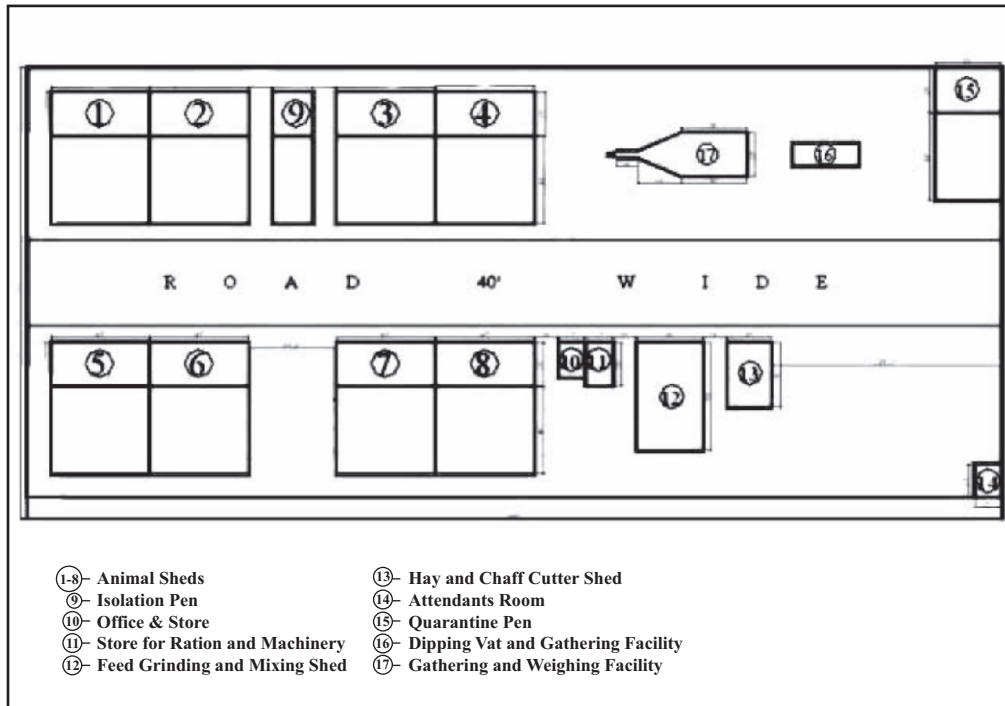 1 2 9 3 4 17 16 15
ROAD 40' WIDE
5 6 7 8 10 11 12 13
14
1-8 – Animal Sheds
9 – Isolation Pen
10 – Office & Store
11 – Store for Ration and Machinery
12 – Feed Grinding and Mixing Shed
13 – Hay and Chaff Cutter Shed
14 – Attendants Room
15 – Quarantine Pen
16 – Dipping Vat and Gathering Facility
17 – Gathering and Weighing Facility